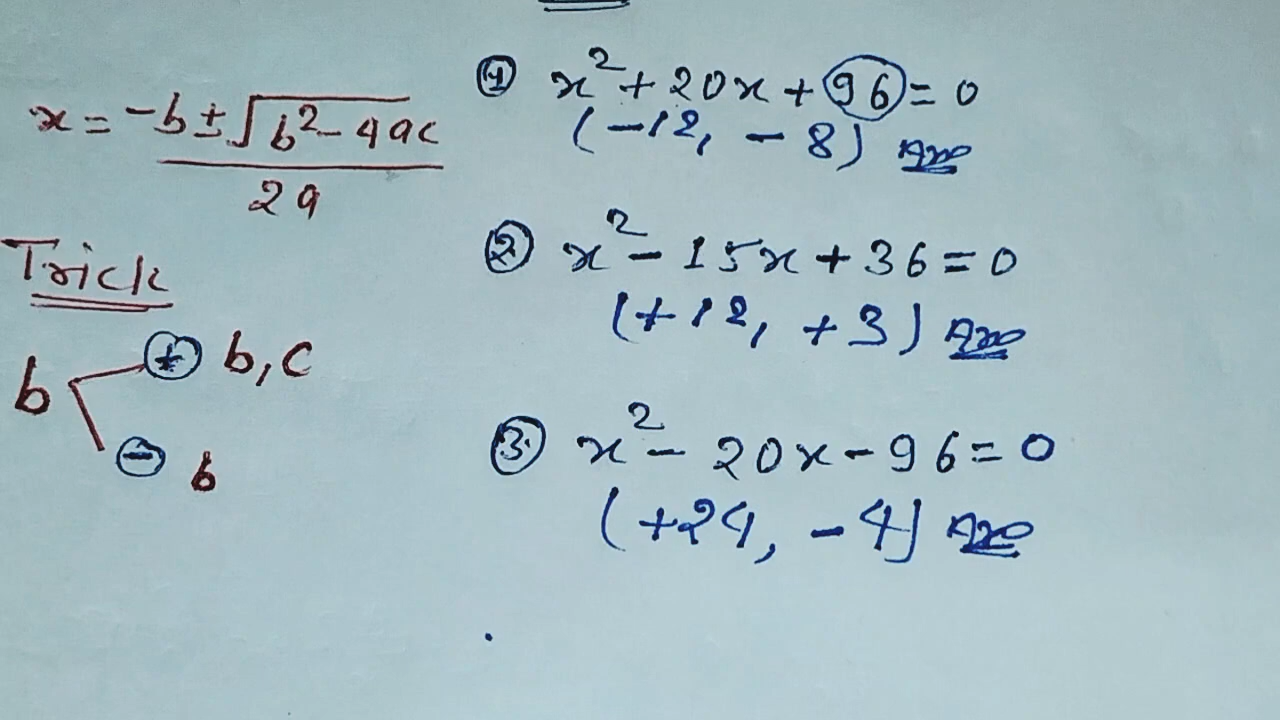 x = -b ± √b² - 4ac
2a
Trick
b
+ b, c
- b
① x² + 20x + 96 = 0
(-12, - 8) Ans
② x² - 15x + 36 = 0
(+12, +3) Ans
③ x² - 20x - 96 = 0
(+24, -4) Ans